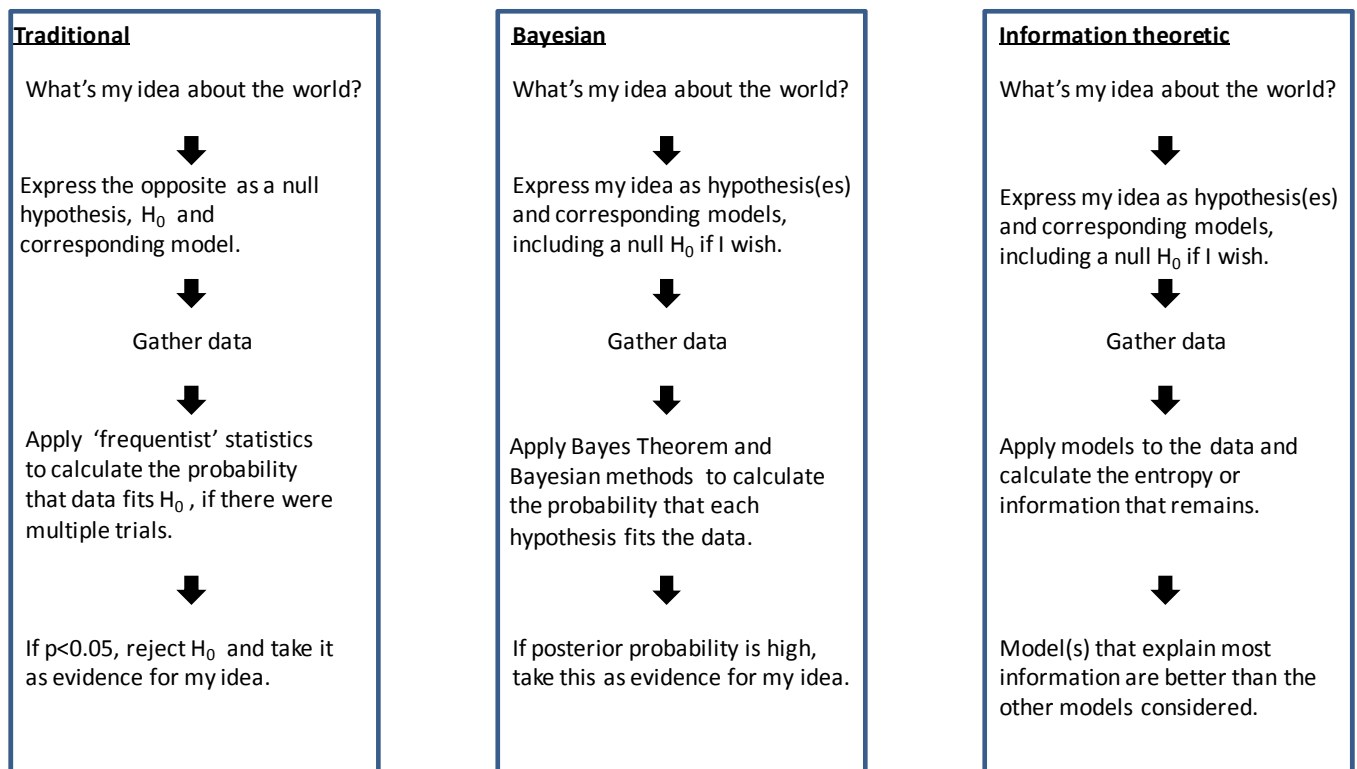 Traditional
What's my idea about the world?
Express the opposite as a null
hypothesis, H₀ and
corresponding model.
Gather data
Apply 'frequentist' statistics
to calculate the probability
that data fits H₀ , if there were
multiple trials.
If p<0.05, reject H₀ and take it
as evidence for my idea.
Bayesian
What's my idea about the world?
Express my idea as hypothesis(es)
and corresponding models,
including a null H₀ if I wish.
Gather data
Apply Bayes Theorem and
Bayesian methods to calculate
the probability that each
hypothesis fits the data.
If posterior probability is high,
take this as evidence for my idea.
Information theoretic
What's my idea about the world?
Express my idea as hypothesis(es)
and corresponding models,
including a null H₀ if I wish.
Gather data
Apply models to the data and
calculate the entropy or
information that remains.
Model(s) that explain most
information are better than the
other models considered.